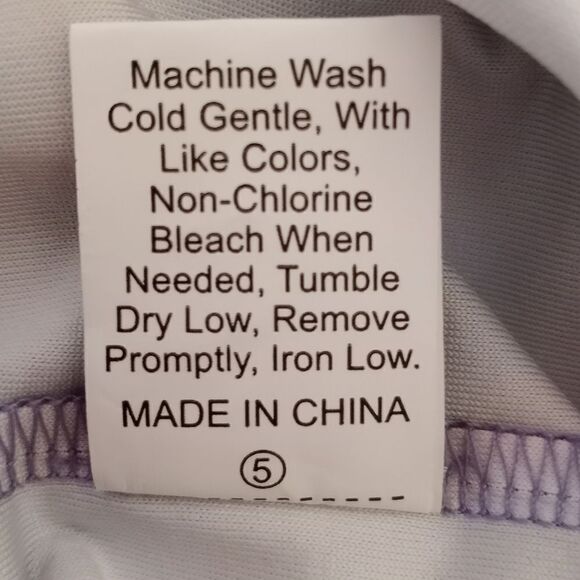 Machine Wash
Cold Gentle, With
Like Colors,
Non-Chlorine
Bleach When
Needed, Tumble
Dry Low, Remove
Promptly, Iron Low.
MADE IN CHINA
⑤